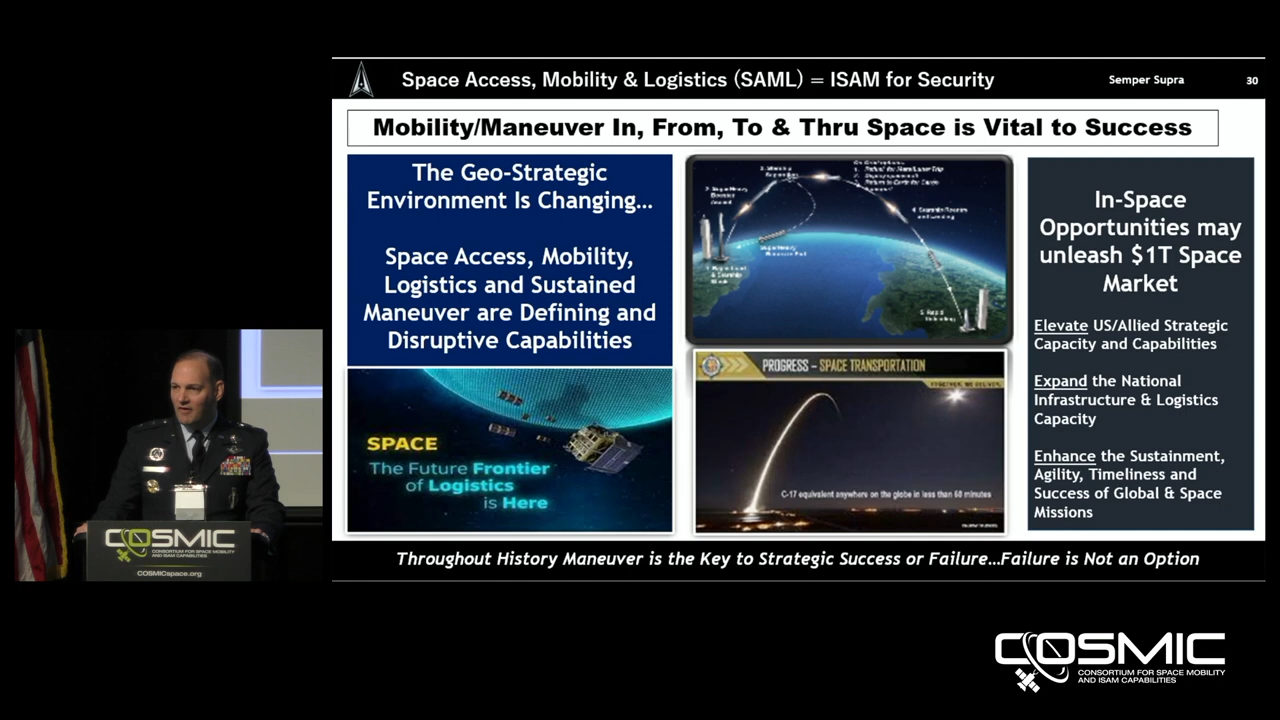 Space Access, Mobility & Logistics (SAML) = ISAM for Security
Semper Supra
30
Mobility/Maneuver In, From, To & Thru Space is Vital to Success
The Geo-Strategic
Environment Is Changing…
Space Access, Mobility,
Logistics and Sustained
Maneuver are Defining and
Disruptive Capabilities
SPACE
The Future Frontier
of Logistics
is Here
PROGRESS – SPACE TRANSPORTATION
TOGETHER, WE DELIVER.
C-17 equivalent anywhere on the globe in less than 60 minutes
In-Space
Opportunities may
unleash $1T Space
Market
Elevate US/Allied Strategic
Capacity and Capabilities
Expand the National
Infrastructure & Logistics
Capacity
Enhance the Sustainment,
Agility, Timeliness and
Success of Global & Space
Missions
Throughout History Maneuver is the Key to Strategic Success or Failure…Failure is Not an Option
COSMIC
CONSORTIUM FOR SPACE MOBILITY
AND ISAM CAPABILITIES
COSMICspace.org
COSMIC
CONSORTIUM FOR SPACE MOBILITY
AND ISAM CAPABILITIES